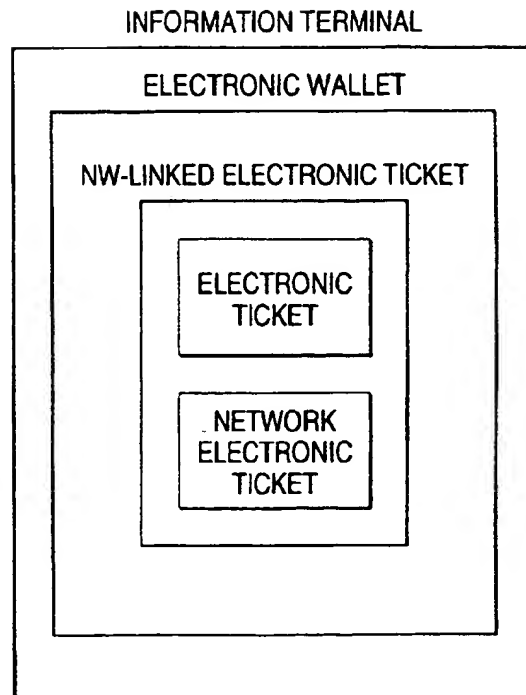 INFORMATION TERMINAL
ELECTRONIC WALLET
NW-LINKED ELECTRONIC TICKET
ELECTRONIC
TICKET
NETWORK
ELECTRONIC
TICKET